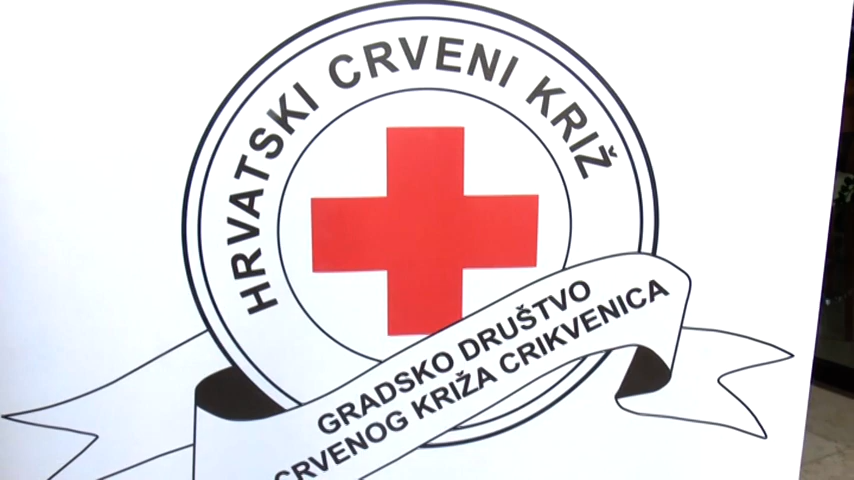 HRVATSKI CRVENI KRIŽ
GRADSKO DRUŠTVO
CRVENOG KRIŽA CRIKVENICA